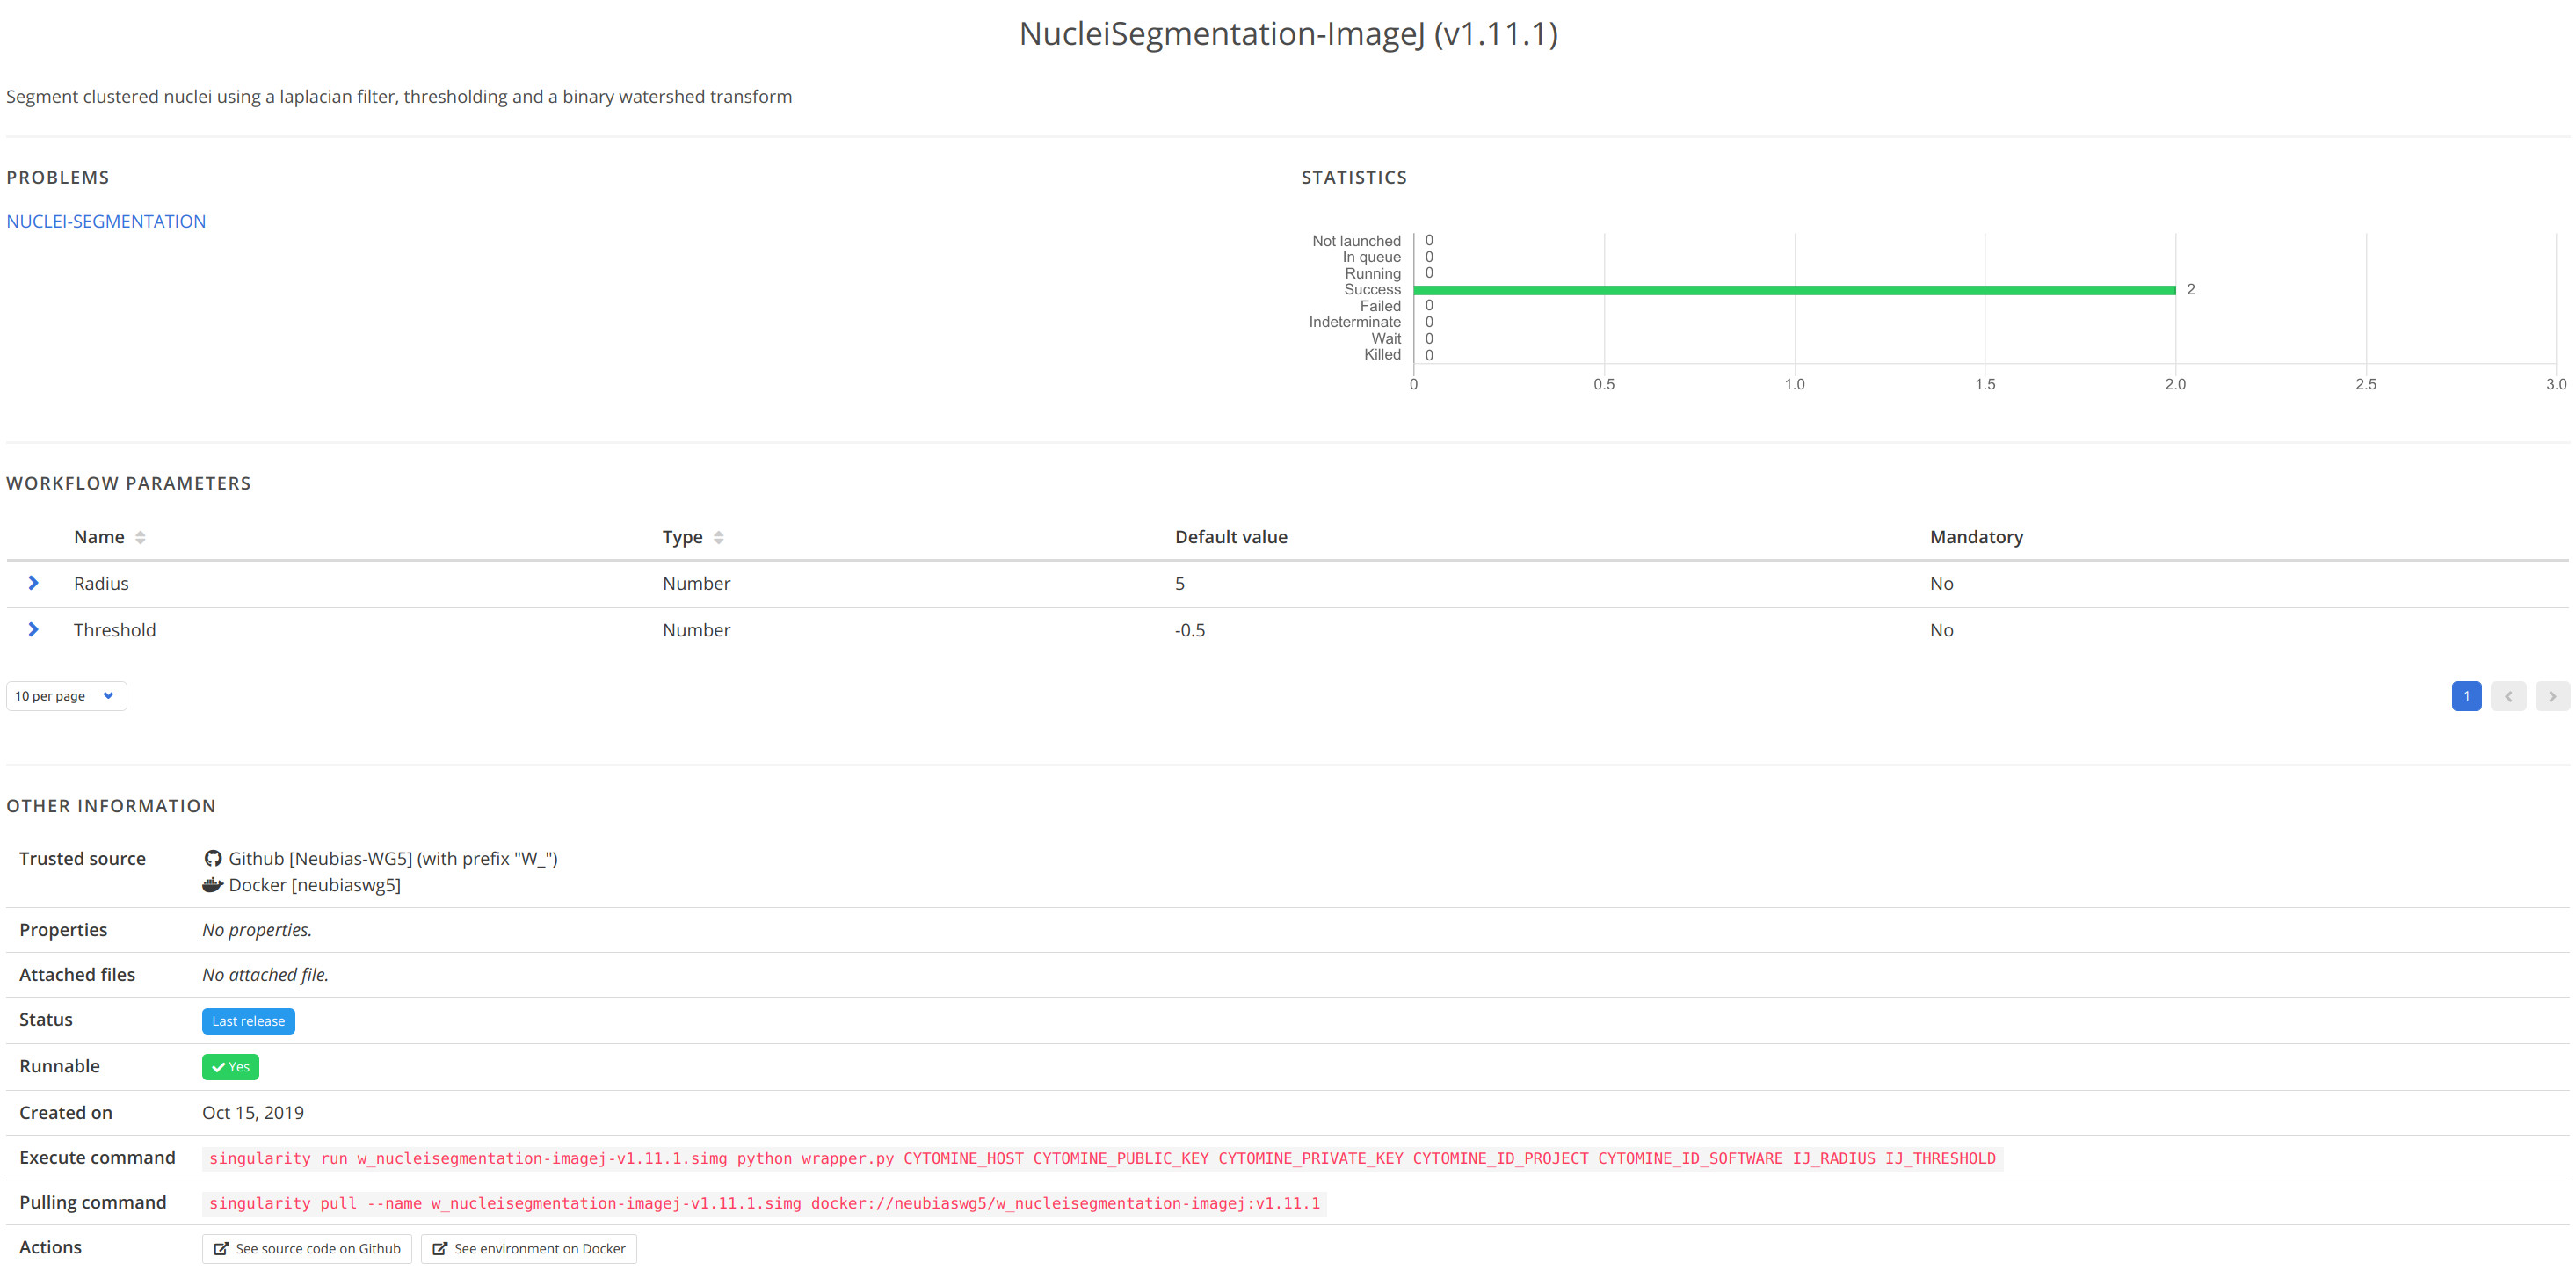 NucleiSegmentation-ImageJ (v1.11.1)
Segment clustered nuclei using a laplacian filter, thresholding and a binary watershed transform
PROBLEMS
NUCLEI-SEGMENTATION
STATISTICS
Not launched 0
In queue 0
Running 0
Success 2
Failed 0
Indeterminate 0
Wait 0
Killed 0
0 0.5 1.0 1.5 2.0 2.5 3.0
WORKFLOW PARAMETERS
Name Type Default value Mandatory
Radius Number 5 No
Threshold Number -0.5 No
10 per page 1
OTHER INFORMATION
Trusted source Github [Neubias-WG5] (with prefix "W_")
Docker [neubiaswg5]
Properties No properties.
Attached files No attached file.
Status Last release
Runnable Yes
Created on Oct 15, 2019
Execute command singularity run w_nucleisegmentation-imagej-v1.11.1.simg python wrapper.py CYTOMINE_HOST CYTOMINE_PUBLIC_KEY CYTOMINE_PRIVATE_KEY CYTOMINE_ID_PROJECT CYTOMINE_ID_SOFTWARE IJ_RADIUS IJ_THRESHOLD
Pulling command singularity pull --name w_nucleisegmentation-imagej-v1.11.1.simg docker://neubiaswg5/w_nucleisegmentation-imagej:v1.11.1
Actions See source code on Github See environment on Docker